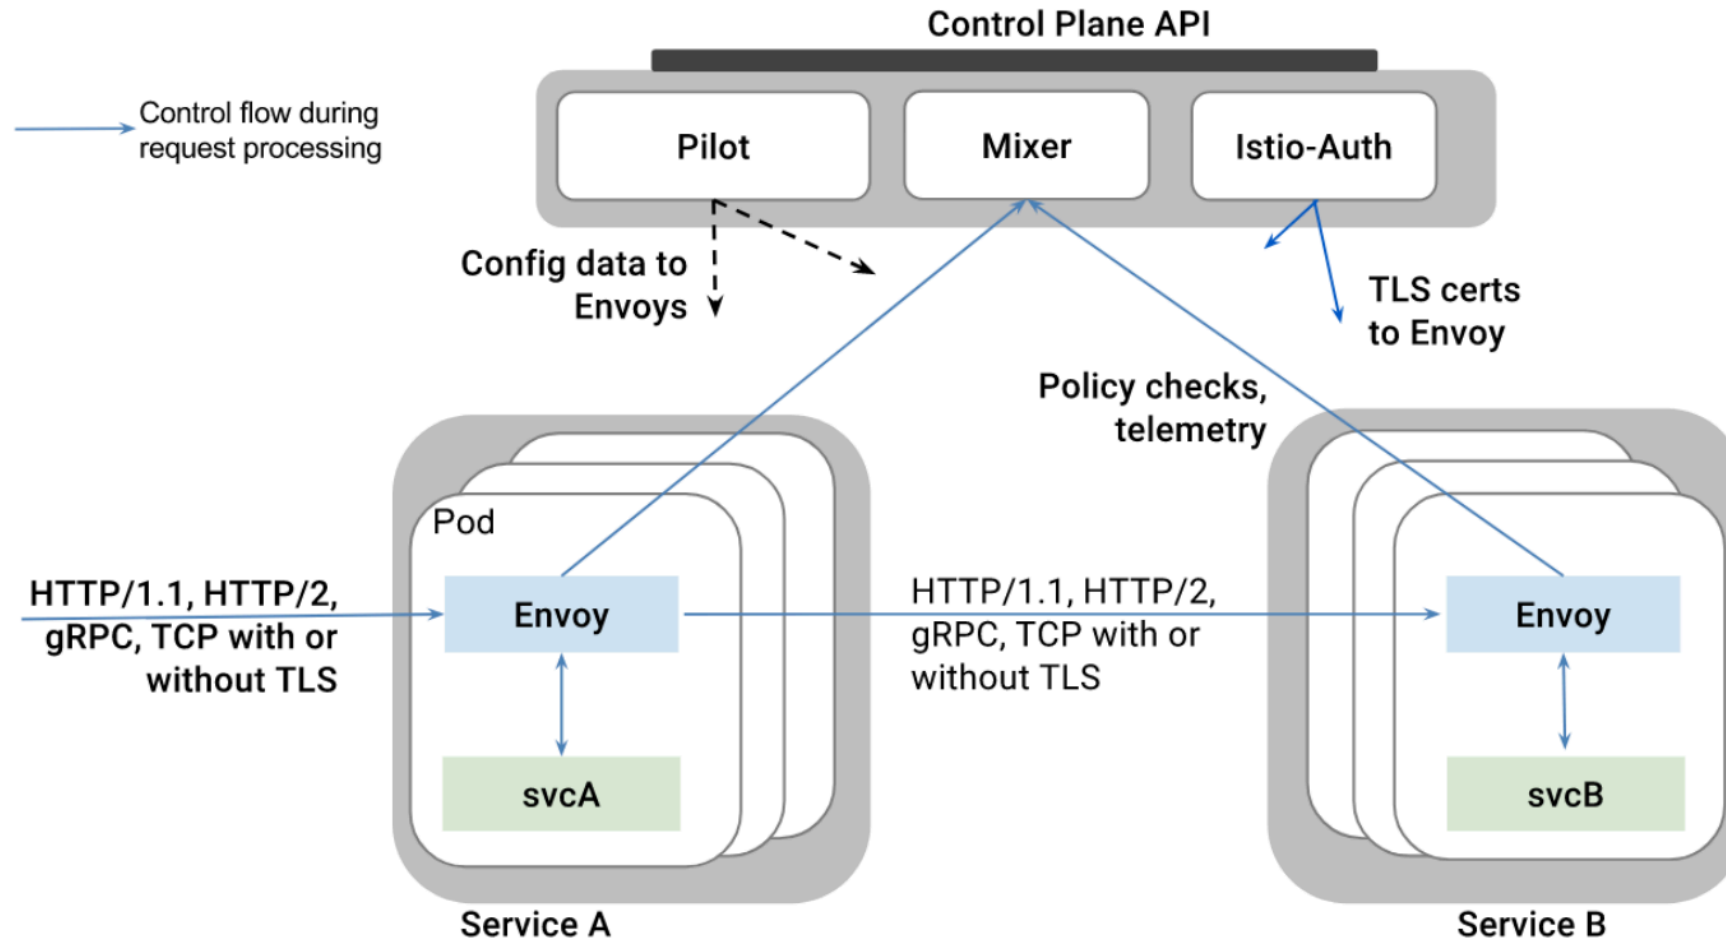 Control Plane API
Control flow during
request processing
Pilot
Mixer
Istio-Auth
Config data to
Envoys
TLS certs
to Envoy
Policy checks,
telemetry
Pod
HTTP/1.1, HTTP/2,
gRPC, TCP with or
without TLS
Envoy
HTTP/1.1, HTTP/2,
gRPC, TCP with or
without TLS
Envoy
svcA
svcB
Service A
Service B